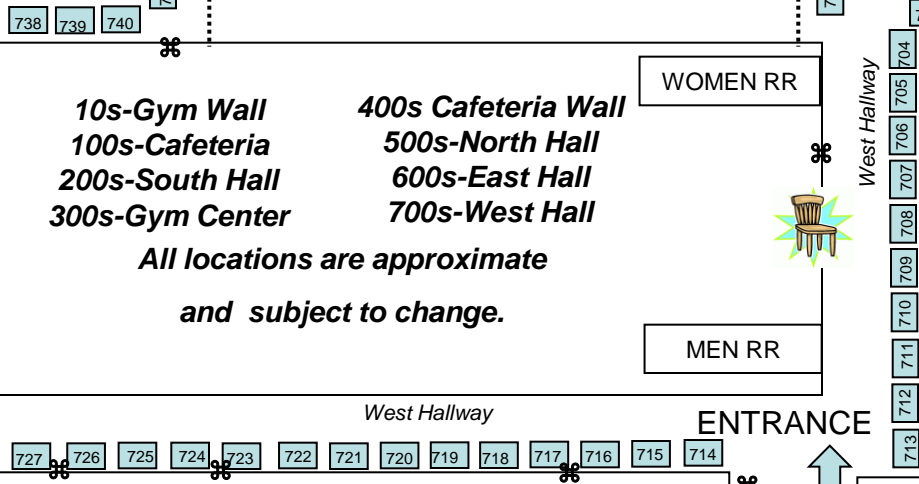 738 739 740
WOMEN RR
10s-Gym Wall
100s-Cafeteria
200s-South Hall
300s-Gym Center
400s Cafeteria Wall
500s-North Hall
600s-East Hall
700s-West Hall
All locations are approximate
and subject to change.
MEN RR
West Hallway
704
705
706
707
708
709
710
711
712
713
West Hallway
ENTRANCE
727 726 725 724 723 722 721 720 719 718 717 716 715 714